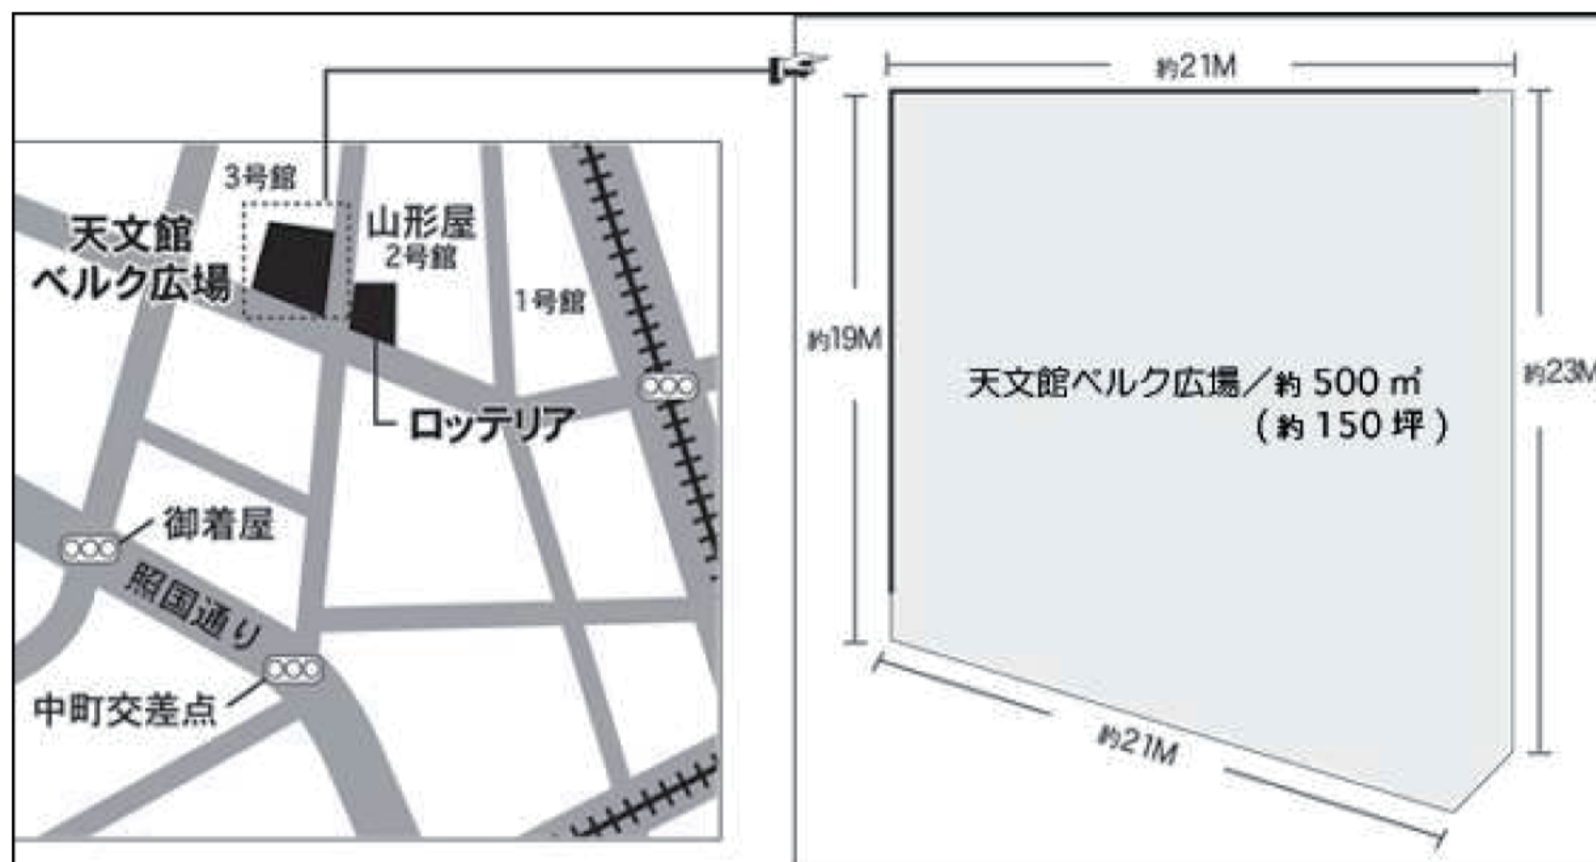 3号館
天文館
ベルク広場
山形屋
2号館
1号館
ロッテリア
御着屋
照国通り
中町交差点
約21M
約19M
天文館ベルク広場／約 500 ㎡
( 約 150 坪 )
約23M
約21M